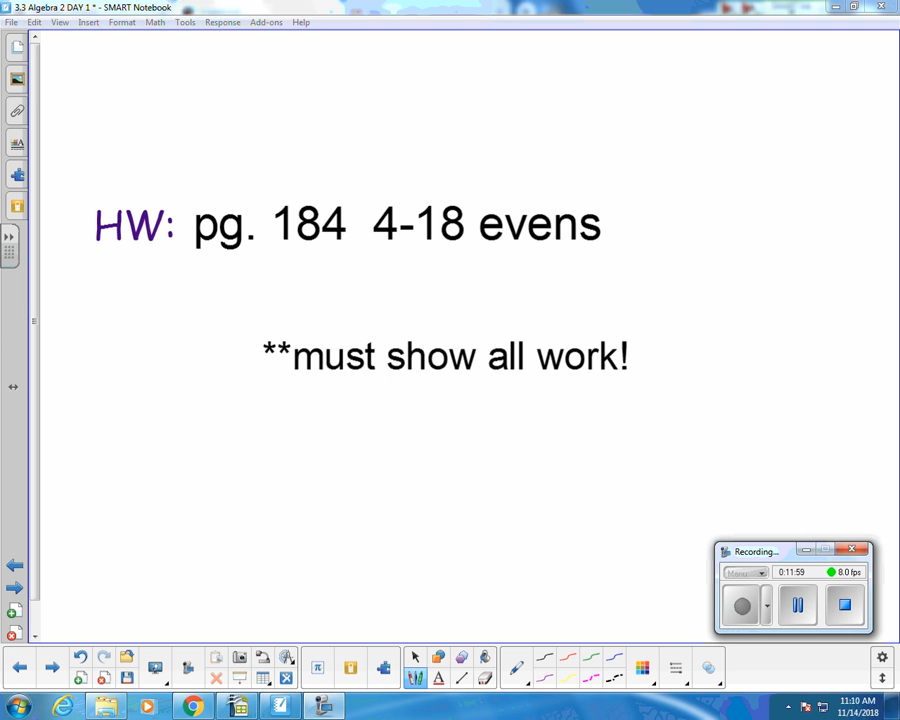 3.3 Algebra 2 DAY 1 * - SMART Notebook
File Edit View Insert Format Math Tools Response Add-ons Help
HW: pg. 184 4-18 evens
**must show all work!
Recording...
Menu 0:11:59 8.0 fps
11:10 AM
11/14/2018